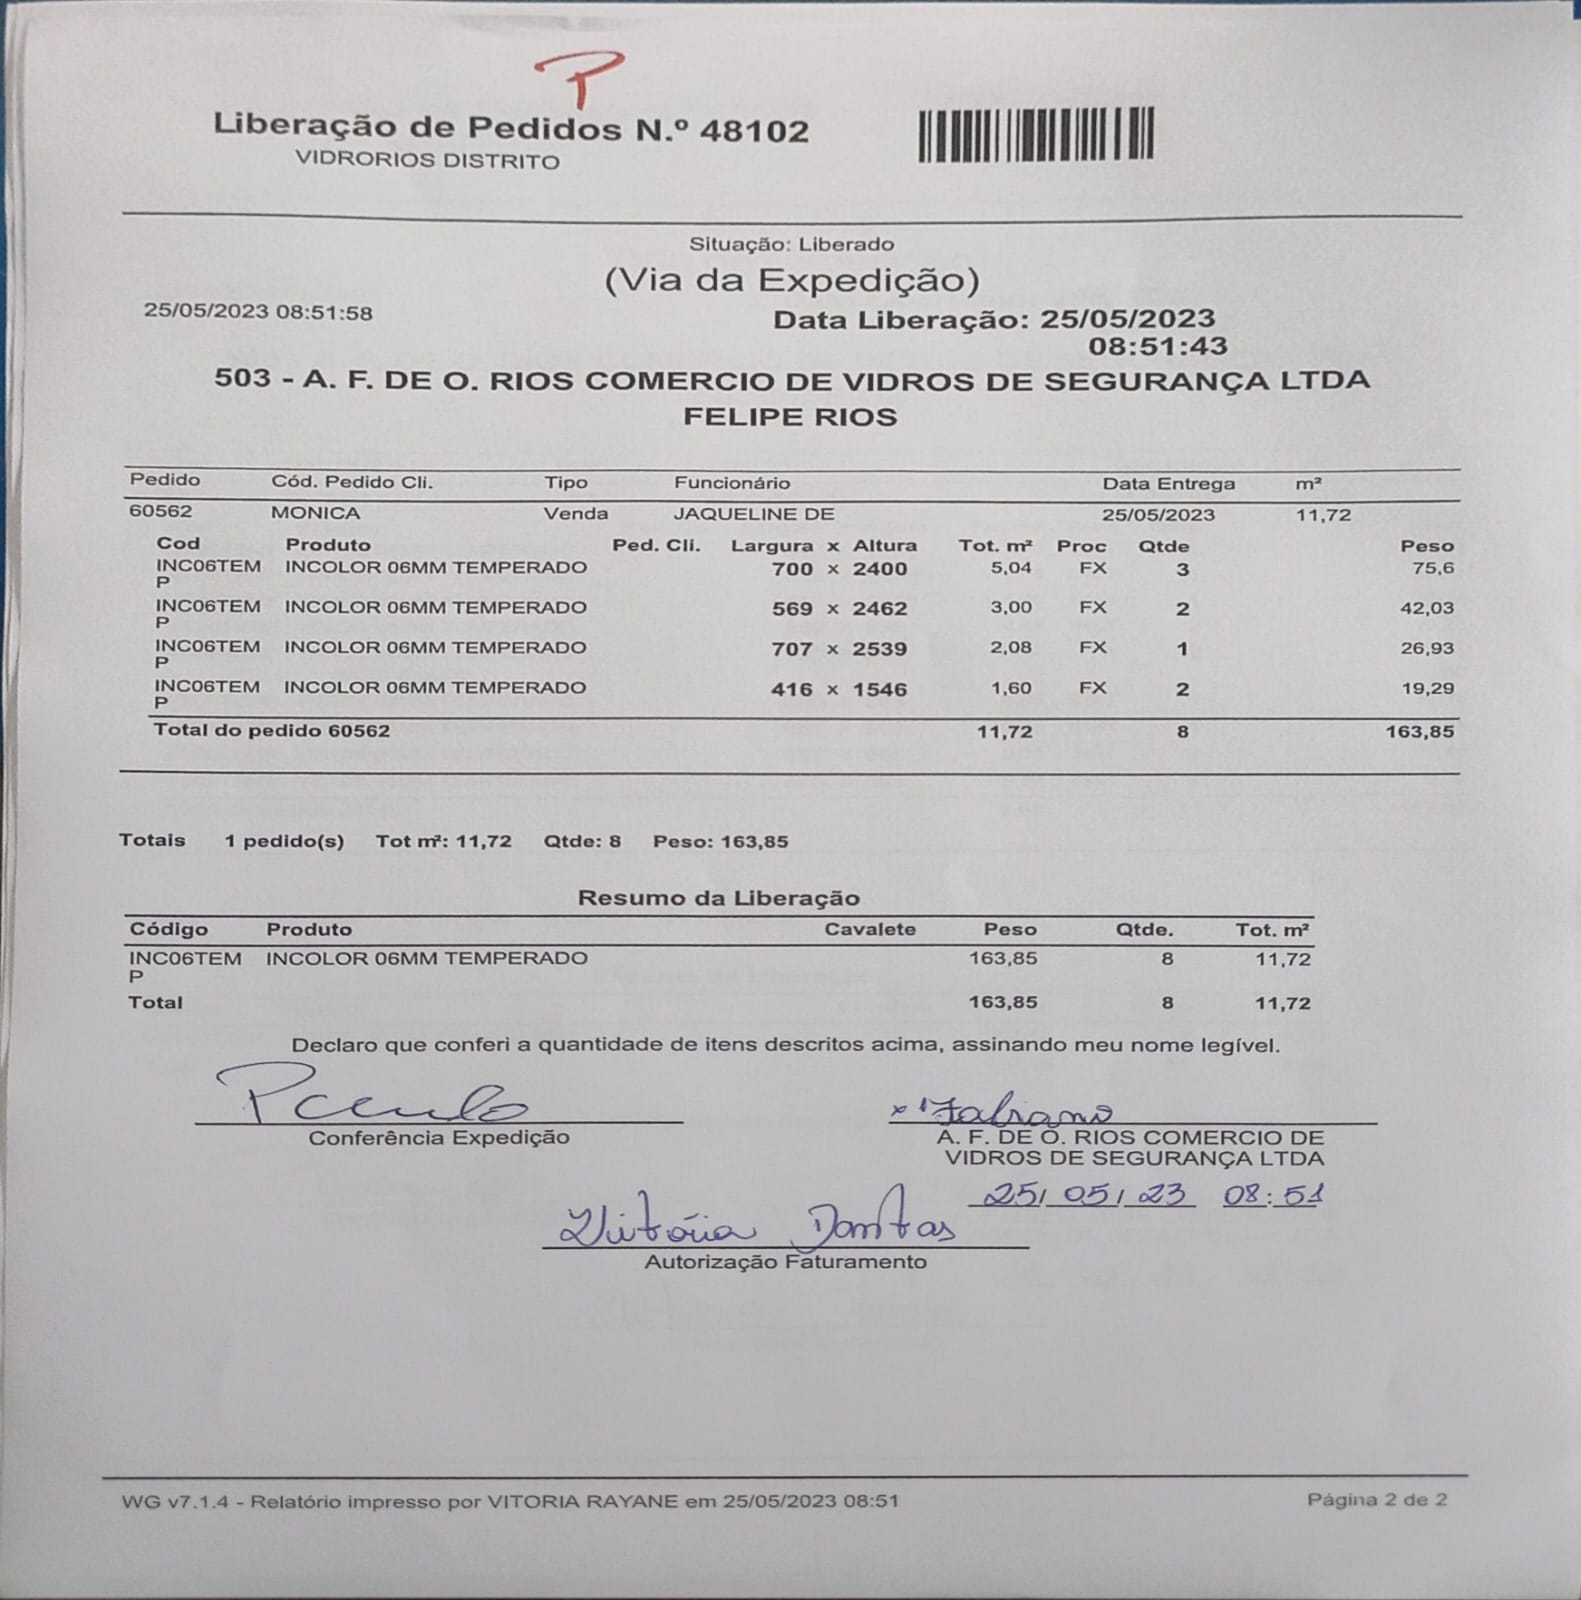 P
Liberação de Pedidos N.º 48102
VIDRORIOS DISTRITO
Situação: Liberado
(Via da Expedição)
25/05/2023 08:51:58
Data Liberação: 25/05/2023
08:51:43
503 - A. F. DE O. RIOS COMERCIO DE VIDROS DE SEGURANÇA LTDA
FELIPE RIOS
Pedido Cód. Pedido Cli. Tipo Funcionário Data Entrega m²
60562 MONICA Venda JAQUELINE DE 25/05/2023 11,72
Cod Produto Ped. Cli. Largura x Altura Tot. m² Proc Qtde Peso
INC06TEM INCOLOR 06MM TEMPERADO 700 x 2400 5,04 FX 3 75,6
P
INC06TEM INCOLOR 06MM TEMPERADO 569 x 2462 3,00 FX 2 42,03
P
INC06TEM INCOLOR 06MM TEMPERADO 707 x 2539 2,08 FX 1 26,93
P
INC06TEM INCOLOR 06MM TEMPERADO 416 x 1546 1,60 FX 2 19,29
P
Total do pedido 60562 11,72 8 163,85
Totais 1 pedido(s) Tot m²: 11,72 Qtde: 8 Peso: 163,85
Resumo da Liberação
Código Produto Cavalete Peso Qtde. Tot. m²
INC06TEM INCOLOR 06MM TEMPERADO 163,85 8 11,72
P
Total 163,85 8 11,72
Declaro que conferi a quantidade de itens descritos acima, assinando meu nome legível.
Paulo x Fabiano
Conferência Expedição A. F. DE O. RIOS COMERCIO DE
VIDROS DE SEGURANÇA LTDA
25/05/23 08:51
Vitória Dantas
Autorização Faturamento
WG v7.1.4 - Relatório impresso por VITORIA RAYANE em 25/05/2023 08:51 Página 2 de 2